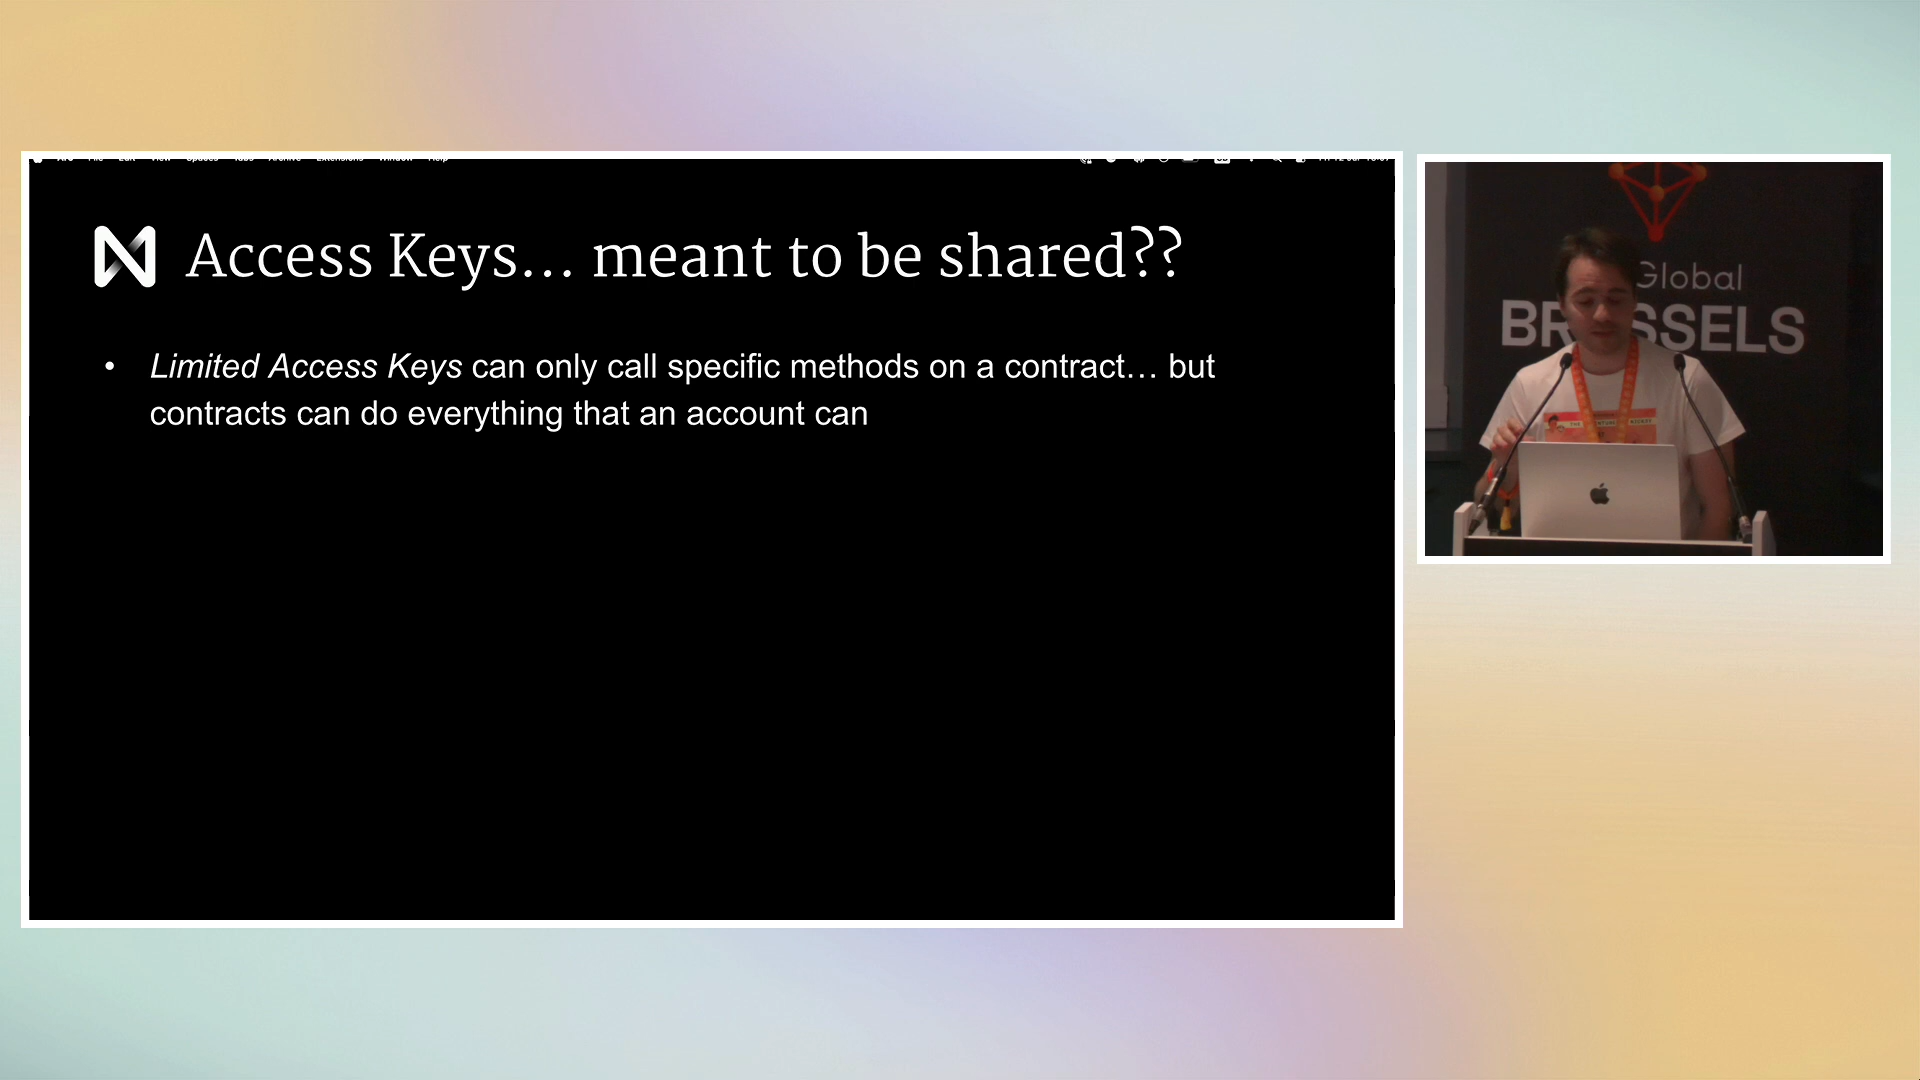 Access Keys... meant to be shared??
• Limited Access Keys can only call specific methods on a contract... but
contracts can do everything that an account can
Global
BRUSSELS